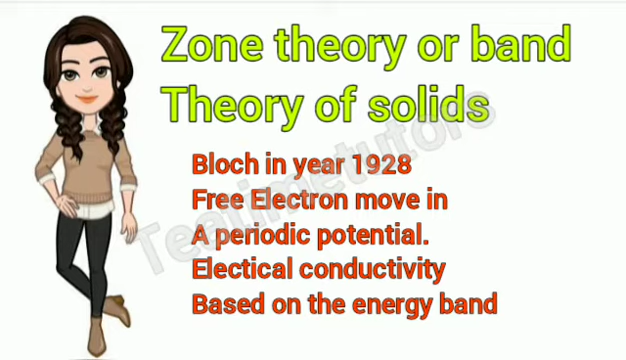 Zone theory or band
Theory of solids
Bloch in year 1928
Free Electron move in
A periodic potential.
Electical conductivity
Based on the energy band
Teetimetutors